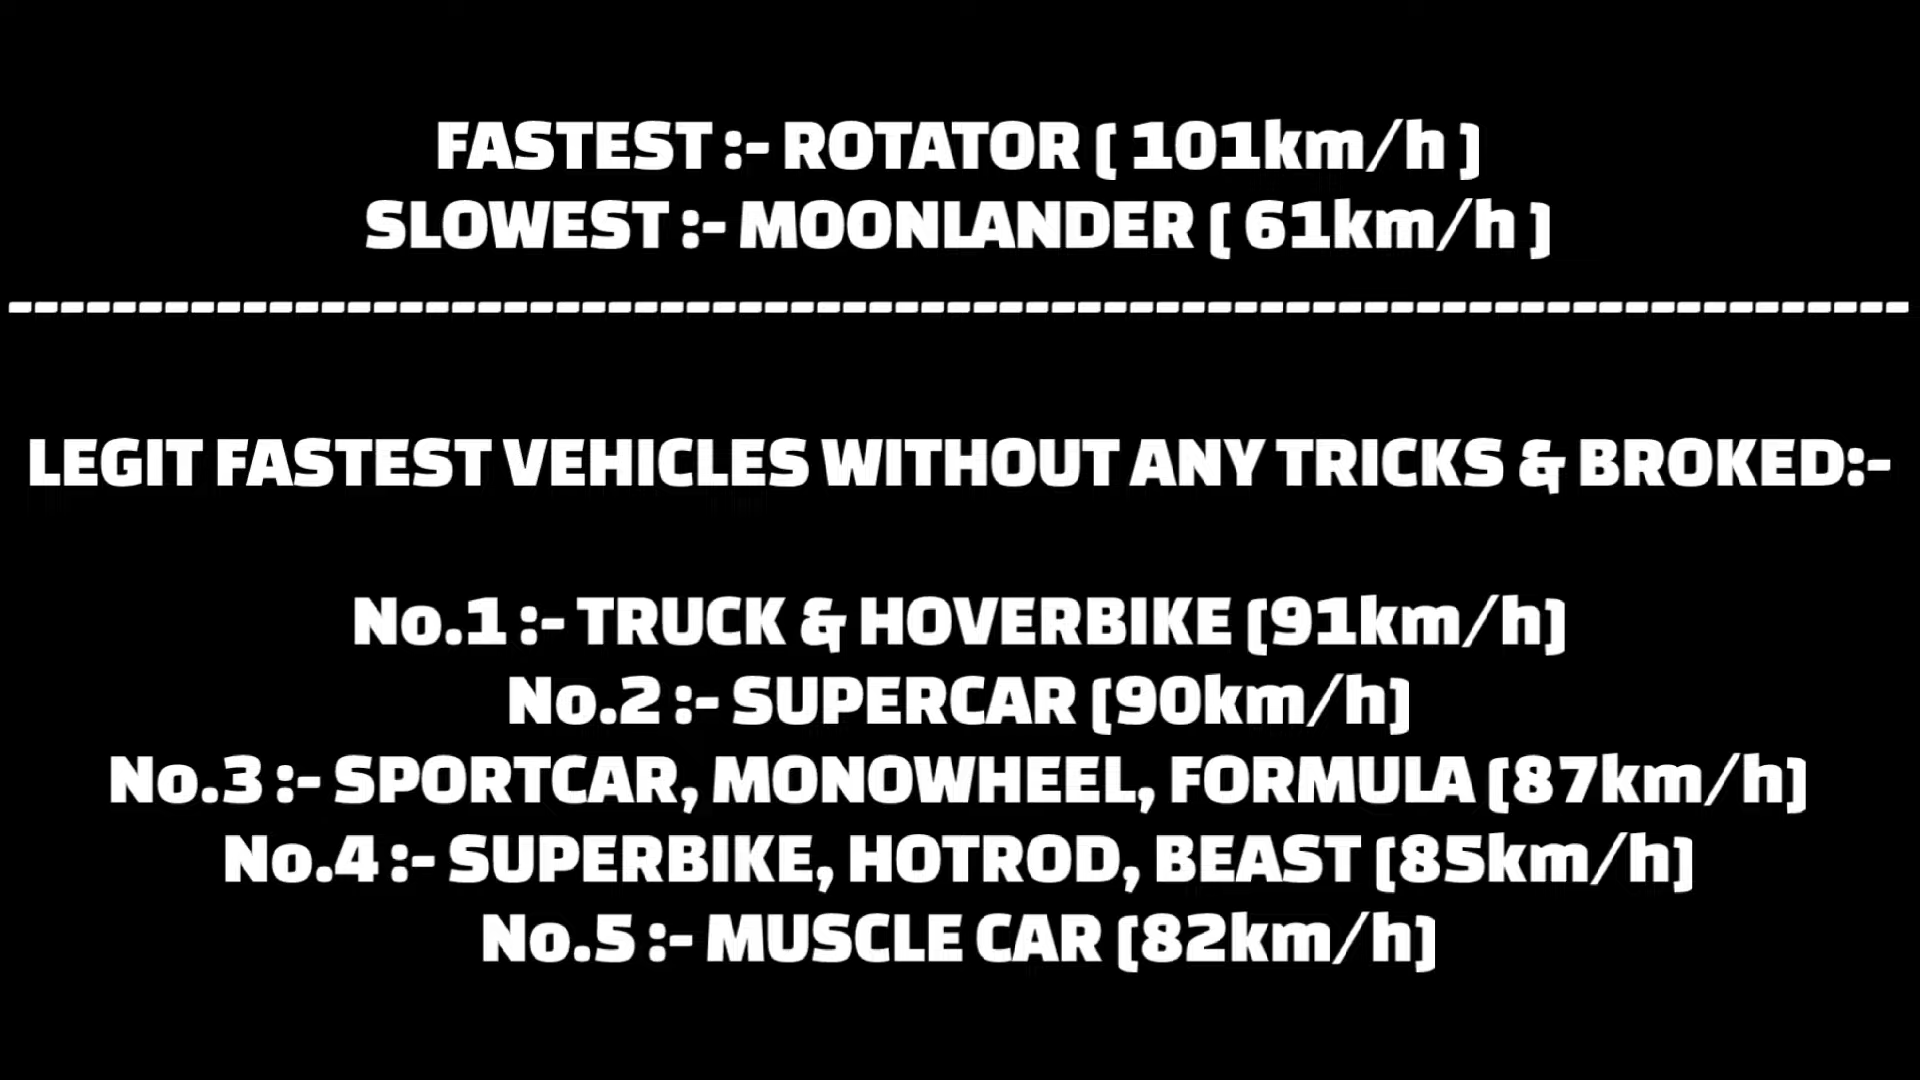 FASTEST :- ROTATOR ( 101km/h )
SLOWEST :- MOONLANDER ( 61km/h )
-------------------------------------------------------------------------
LEGIT FASTEST VEHICLES WITHOUT ANY TRICKS & BROKED:-
No.1 :- TRUCK & HOVERBIKE (91km/h)
No.2 :- SUPERCAR (90km/h)
No.3 :- SPORTCAR, MONOWHEEL, FORMULA (87km/h)
No.4 :- SUPERBIKE, HOTROD, BEAST (85km/h)
No.5 :- MUSCLE CAR (82km/h)